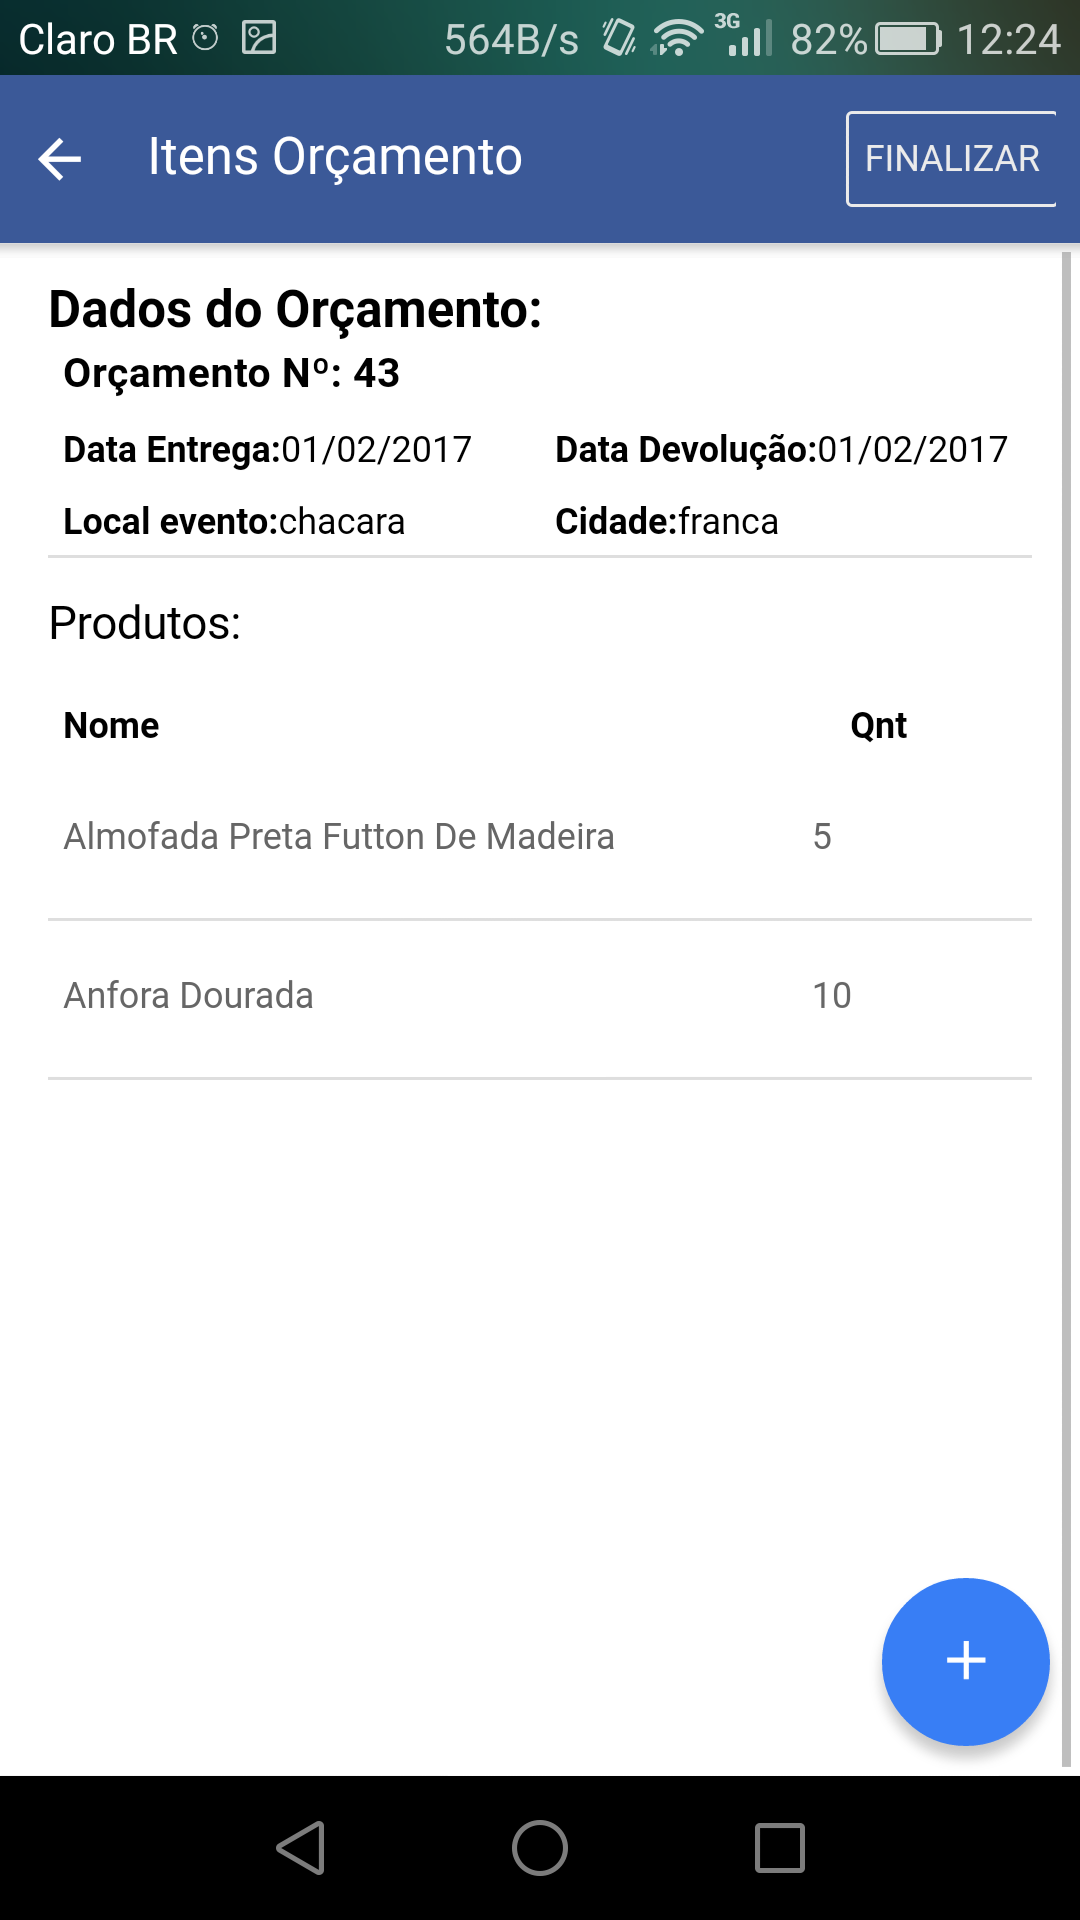 Claro BR 564B/s 3G 82% 12:24
Itens Orçamento FINALIZAR
Dados do Orçamento:
Orçamento Nº: 43
Data Entrega:01/02/2017 Data Devolução:01/02/2017
Local evento:chacara Cidade:franca
Produtos:
Nome Qnt
Almofada Preta Futton De Madeira 5
Anfora Dourada 10
+